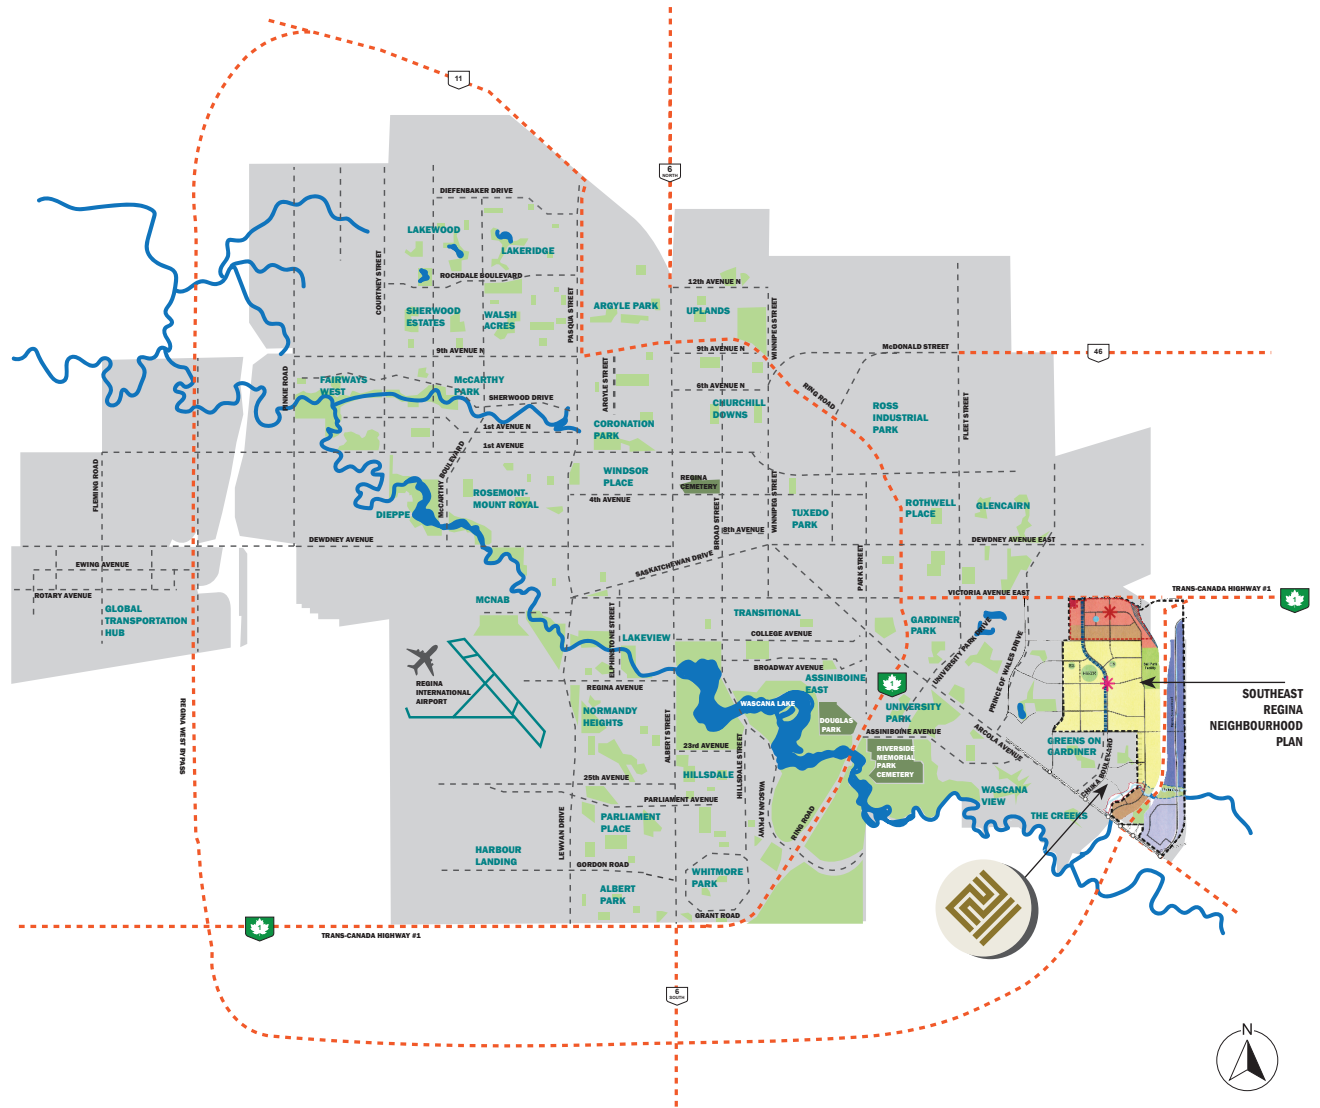 11
6
NORTH
DIEFENBAKER DRIVE
LAKEWOOD
LAKERIDGE
COURTNEY STREET
ROCHDALE BOULEVARD
12th AVENUE N
PASQUA STREET
ARGYLE PARK
UPLANDS
WINNIPEG STREET
SHERWOOD
ESTATES
WALSH
ACRES
9th AVENUE N
9th AVENUE N
McDONALD STREET
46
PINKIE ROAD
FAIRWAYS
WEST
McCARTHY
PARK
ARGYLE STREET
6th AVENUE N
RING ROAD
SHERWOOD DRIVE
CHURCHILL
DOWNS
ROSS
INDUSTRIAL
PARK
FLEET STREET
1st AVENUE N
CORONATION
PARK
1st AVENUE
McCARTHY BOULEVARD
FLEMING ROAD
WINDSOR
PLACE
REGINA
CEMETERY
WINNIPEG STREET
ROSEMONT-
MOUNT ROYAL
4th AVENUE
DIEPPE
BROAD STREET
TUXEDO
PARK
ROTHWELL
PLACE
GLENCAIRN
8th AVENUE
DEWDNEY AVENUE
DEWDNEY AVENUE EAST
EWING AVENUE
SASKATCHEWAN DRIVE
PARK STREET
ROTARY AVENUE
GLOBAL
TRANSPORTATION
HUB
MCNAB
VICTORIA AVENUE EAST
TRANS-CANADA HIGHWAY #1
1
ELPHINSTONE STREET
TRANSITIONAL
GARDINER
PARK
LAKEVIEW
COLLEGE AVENUE
UNIVERSITY PARK DRIVE
PRINCE OF WALES DRIVE
BROADWAY AVENUE
ASSINIBOINE
EAST
REGINA
INTERNATIONAL
AIRPORT
REGINA AVENUE
1
SOUTHEAST
REGINA
NEIGHBOURHOOD
PLAN
REGINA WEST BYPASS
WASCANA LAKE
NORMANDY
HEIGHTS
ALBERT STREET
DOUGLAS
PARK
UNIVERSITY
PARK
ASSINIBOINE AVENUE
ARCOLA AVENUE
23rd AVENUE
HILLSDALE STREET
RIVERSIDE
MEMORIAL
PARK
CEMETERY
GREENS ON
GARDINER
25th AVENUE
HILLSDALE
WASCANA PKWY
CHUKA BOULEVARD
PARLIAMENT AVENUE
WASCANA
VIEW
THE CREEKS
LEWVAN DRIVE
PARLIAMENT
PLACE
RING ROAD
HARBOUR
LANDING
GORDON ROAD
WHITMORE
PARK
ALBERT
PARK
GRANT ROAD
1
TRANS-CANADA HIGHWAY #1
6
SOUTH
N